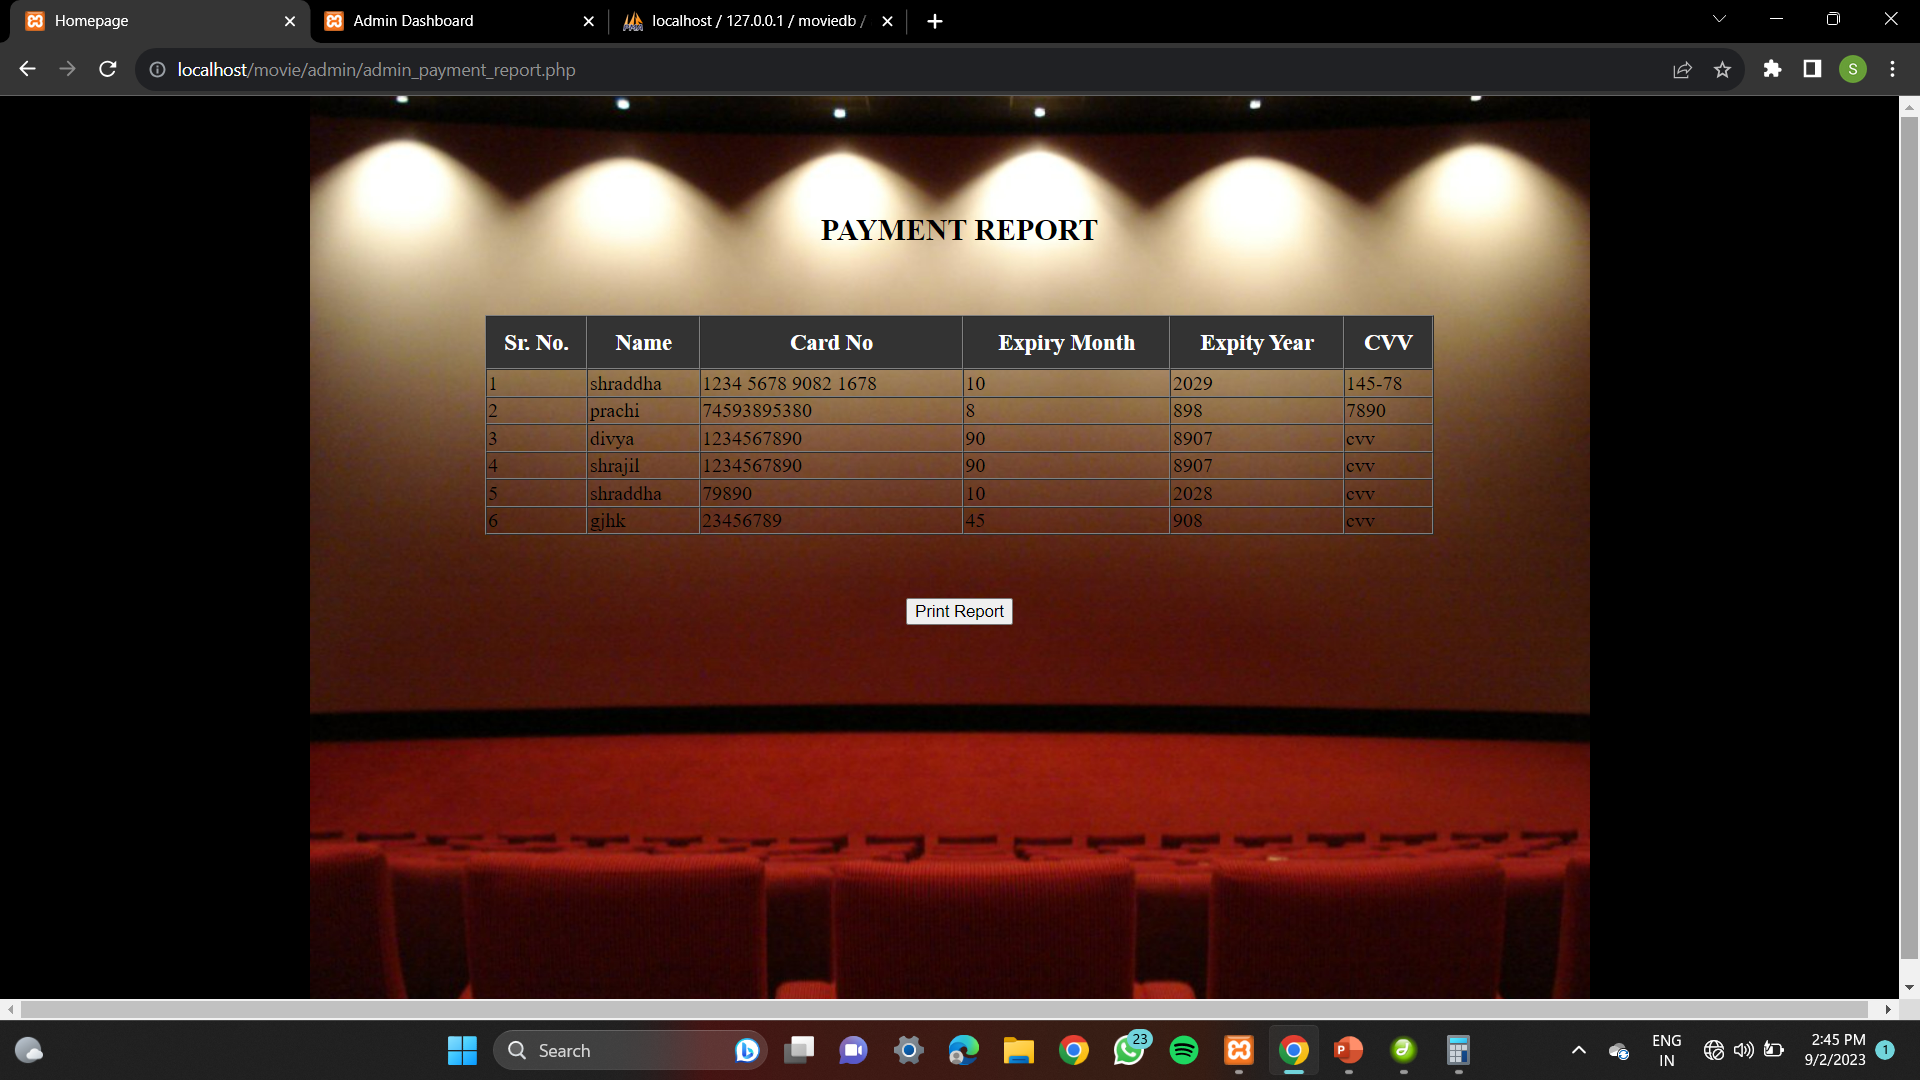 Homepage
Admin Dashboard
localhost / 127.0.0.1 / moviedb /
localhost/movie/admin/admin_payment_report.php
S
PAYMENT REPORT
Sr. No. Name Card No Expiry Month Expity Year CVV
1 shraddha 1234 5678 9082 1678 10 2029 145-78
2 prachi 74593895380 8 898 7890
3 divya 1234567890 90 8907 cvv
4 shrajil 1234567890 90 8907 cvv
5 shraddha 79890 10 2028 cvv
6 gjhk 23456789 45 908 cvv
Print Report
Search
23
ENG
IN
2:45 PM
9/2/2023
1